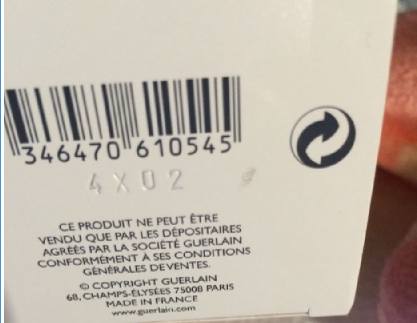 346470 610545
4X02
CE PRODUIT NE PEUT ÊTRE
VENDU QUE PAR LES DÉPOSITAIRES
AGRÉÉS PAR LA SOCIÉTÉ GUERLAIN
CONFORMÉMENT À SES CONDITIONS
GÉNÉRALES DE VENTES.
© COPYRIGHT GUERLAIN
68, CHAMPS-ELYSÉES 75008 PARIS
MADE IN FRANCE
www.guerlain.com